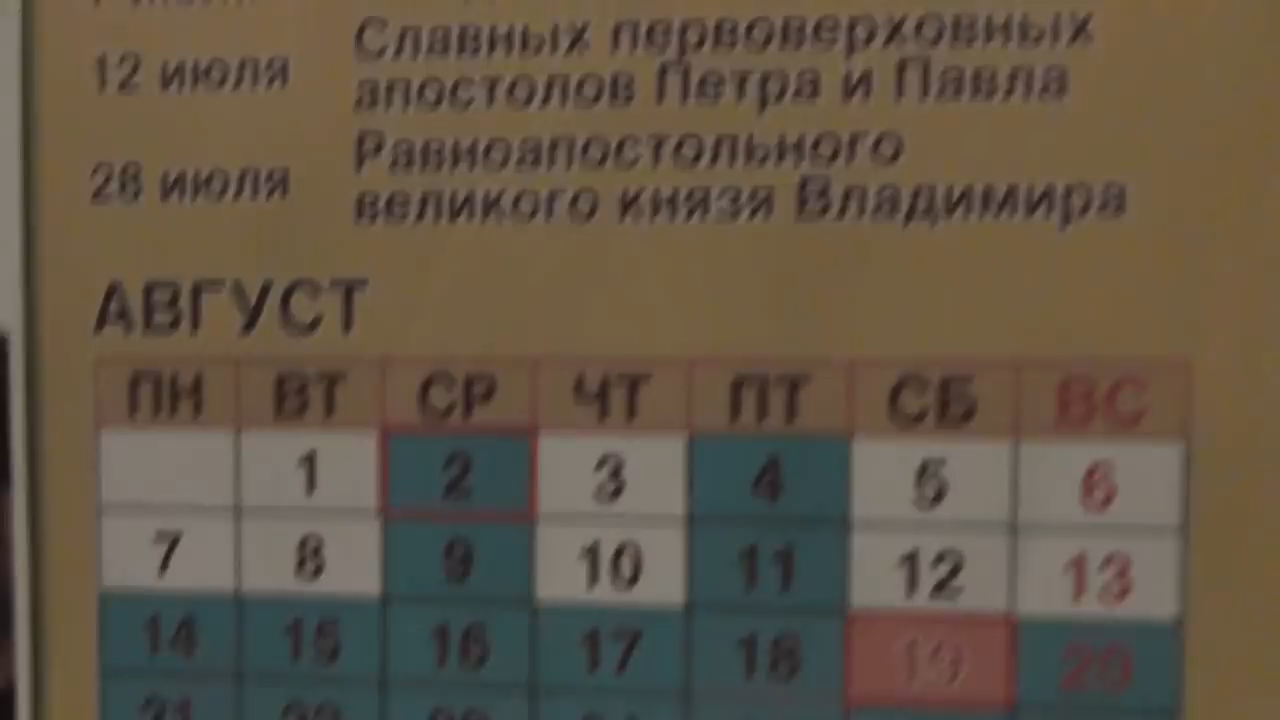 Славных первоверховных
12 июля апостолов Петра и Павла
Равноапостольного
28 июля великого князя Владимира
АВГУСТ
ПН ВТ СР ЧТ ПТ СБ ВС
1 2 3 4 5 6
7 8 9 10 11 12 13
14 15 16 17 18 19 20
21